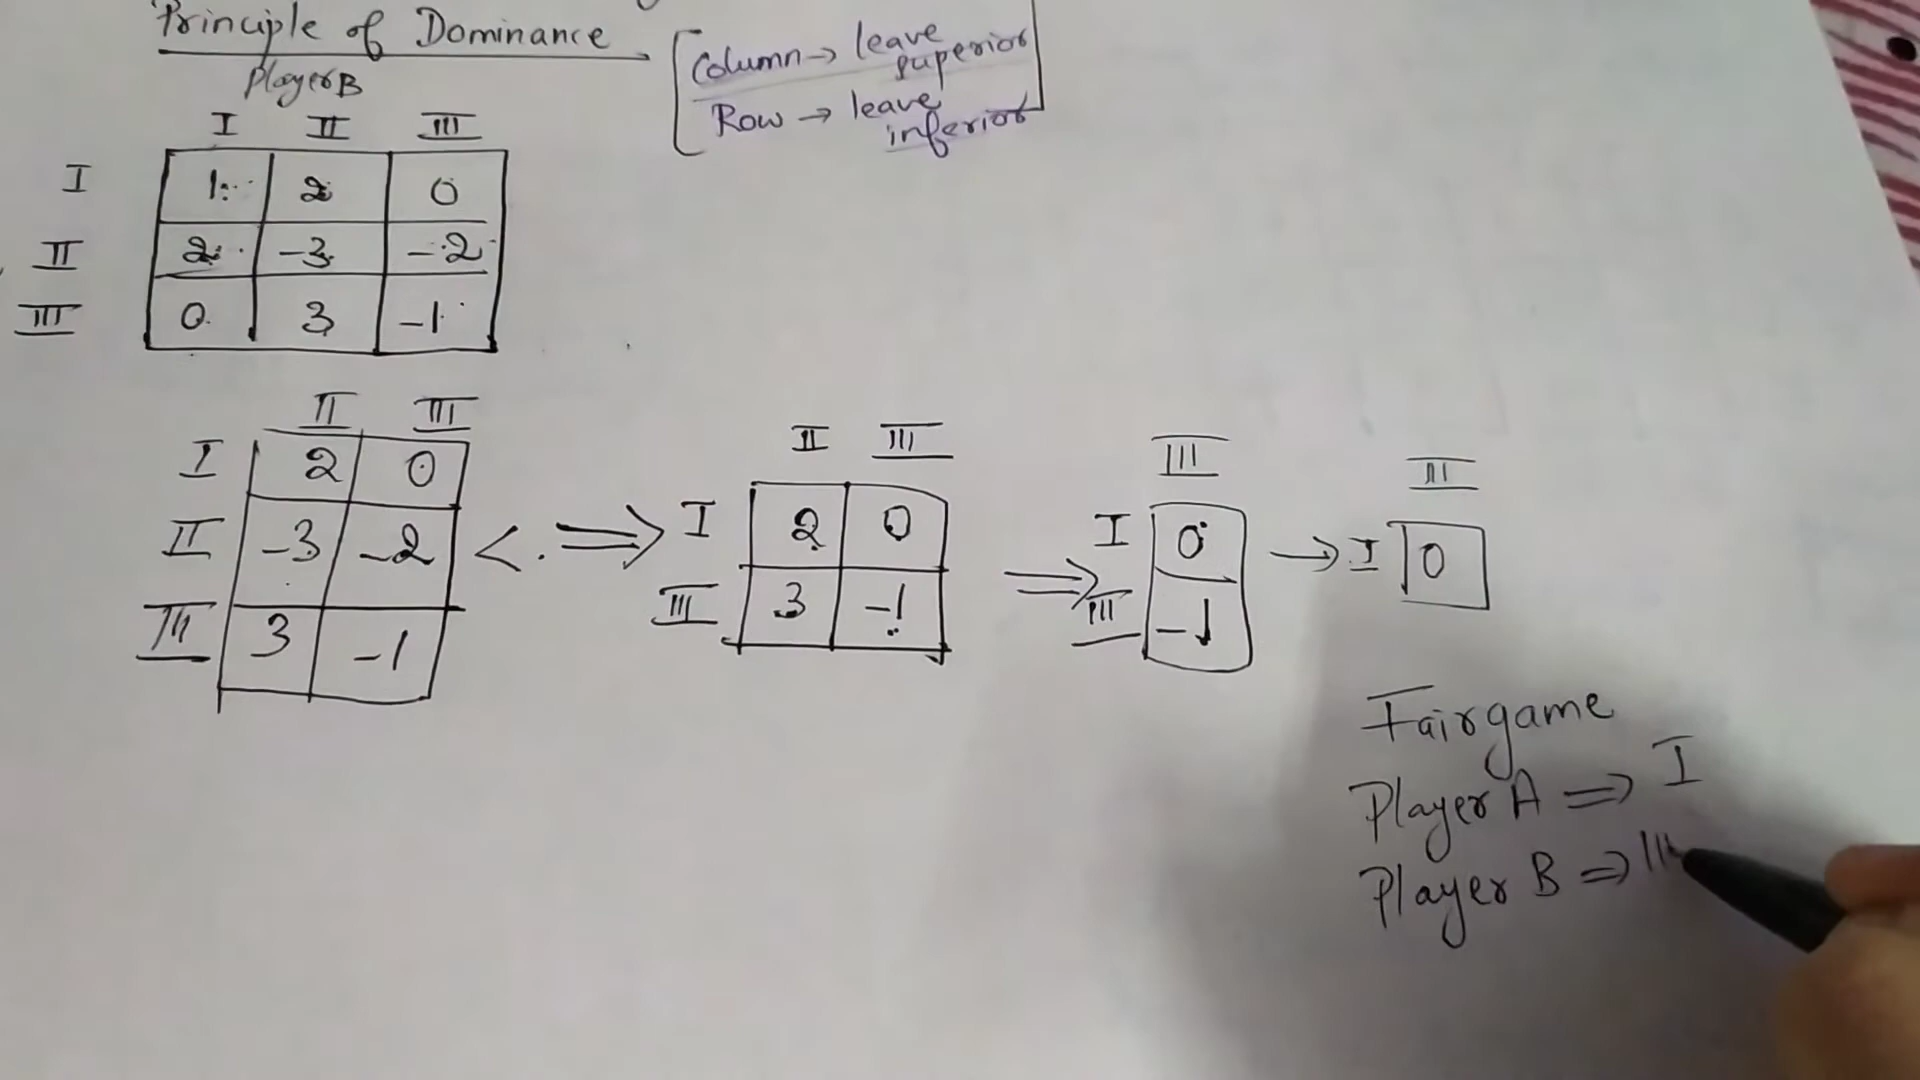 Principle of Dominance
Column → leave superior
Row → leave inferior
Player B
I II III
I 1 2 0
II 2 -3 -2
III 0 3 -1
II III
I 2 0
II -3 -2 <. ⇒
III 3 -1
II III
I 2 0
III 3 -1
⇒
III
I 0
III -1
→
III
I 0
Fair game
Player A ⇒ I
Player B ⇒ III